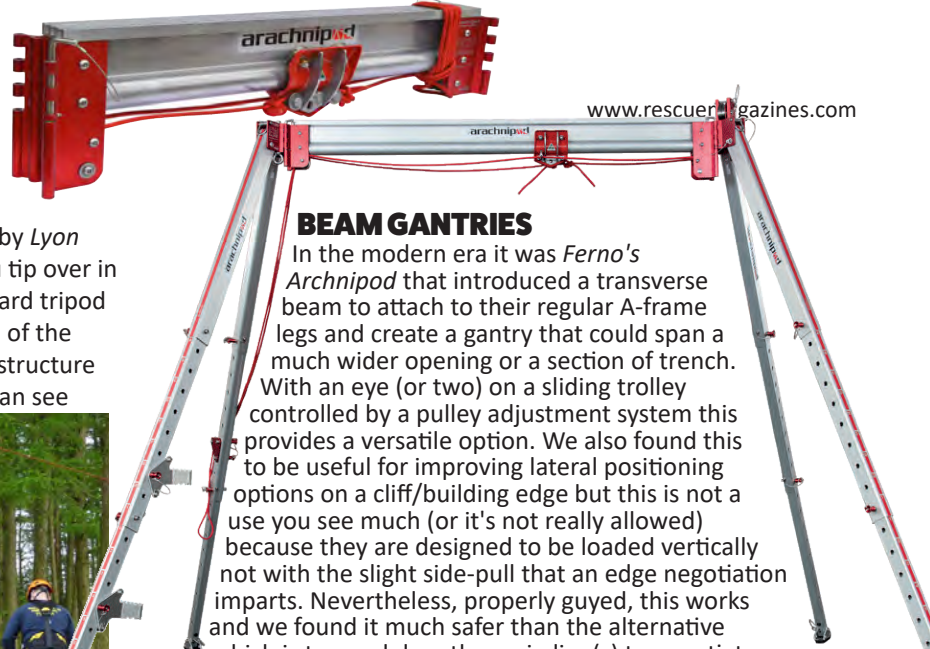 arachnipod
www.rescuer gazines.com
arachnipod
arachnipod
arachnipod
by Lyon
tip over in
ard tripod
of the
structure
an see
BEAM GANTRIES
In the modern era it was Ferno's
Archnipod that introduced a transverse
beam to attach to their regular A-frame
legs and create a gantry that could span a
much wider opening or a section of trench.
With an eye (or two) on a sliding trolley
controlled by a pulley adjustment system this
provides a versatile option. We also found this
to be useful for improving lateral positioning
options on a cliff/building edge but this is not a
use you see much (or it's not really allowed)
because they are designed to be loaded vertically
not with the slight side-pull that an edge negotiation
imparts. Nevertheless, properly guyed, this works
and we found it much safer than the alternative